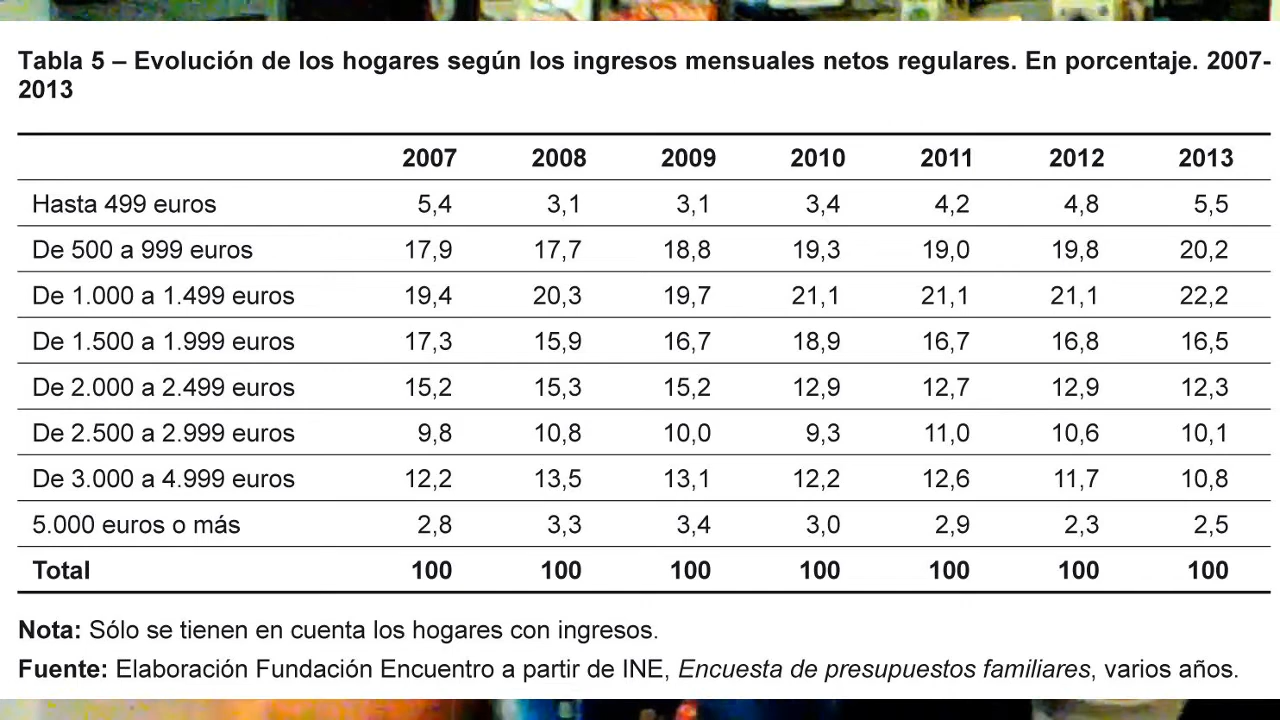 Tabla 5 – Evolución de los hogares según los ingresos mensuales netos regulares. En porcentaje. 2007-
2013
2007 2008 2009 2010 2011 2012 2013
Hasta 499 euros 5,4 3,1 3,1 3,4 4,2 4,8 5,5
De 500 a 999 euros 17,9 17,7 18,8 19,3 19,0 19,8 20,2
De 1.000 a 1.499 euros 19,4 20,3 19,7 21,1 21,1 21,1 22,2
De 1.500 a 1.999 euros 17,3 15,9 16,7 18,9 16,7 16,8 16,5
De 2.000 a 2.499 euros 15,2 15,3 15,2 12,9 12,7 12,9 12,3
De 2.500 a 2.999 euros 9,8 10,8 10,0 9,3 11,0 10,6 10,1
De 3.000 a 4.999 euros 12,2 13,5 13,1 12,2 12,6 11,7 10,8
5.000 euros o más 2,8 3,3 3,4 3,0 2,9 2,3 2,5
Total 100 100 100 100 100 100 100
Nota: Sólo se tienen en cuenta los hogares con ingresos.
Fuente: Elaboración Fundación Encuentro a partir de INE, Encuesta de presupuestos familiares, varios años.